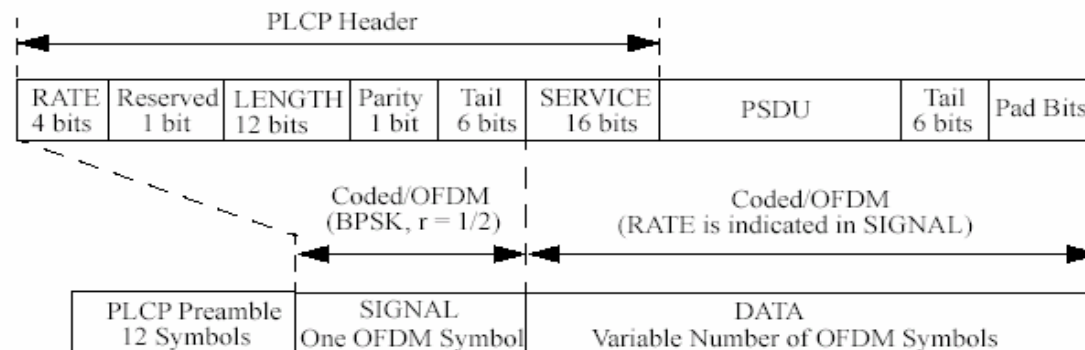 PLCP Header
RATE Reserved LENGTH Parity Tail SERVICE PSDU Tail Pad Bits
4 bits 1 bit 12 bits 1 bit 6 bits 16 bits 6 bits
Coded/OFDM Coded/OFDM
(BPSK, r = 1/2) (RATE is indicated in SIGNAL)
PLCP Preamble SIGNAL DATA
12 Symbols One OFDM Symbol Variable Number of OFDM Symbols